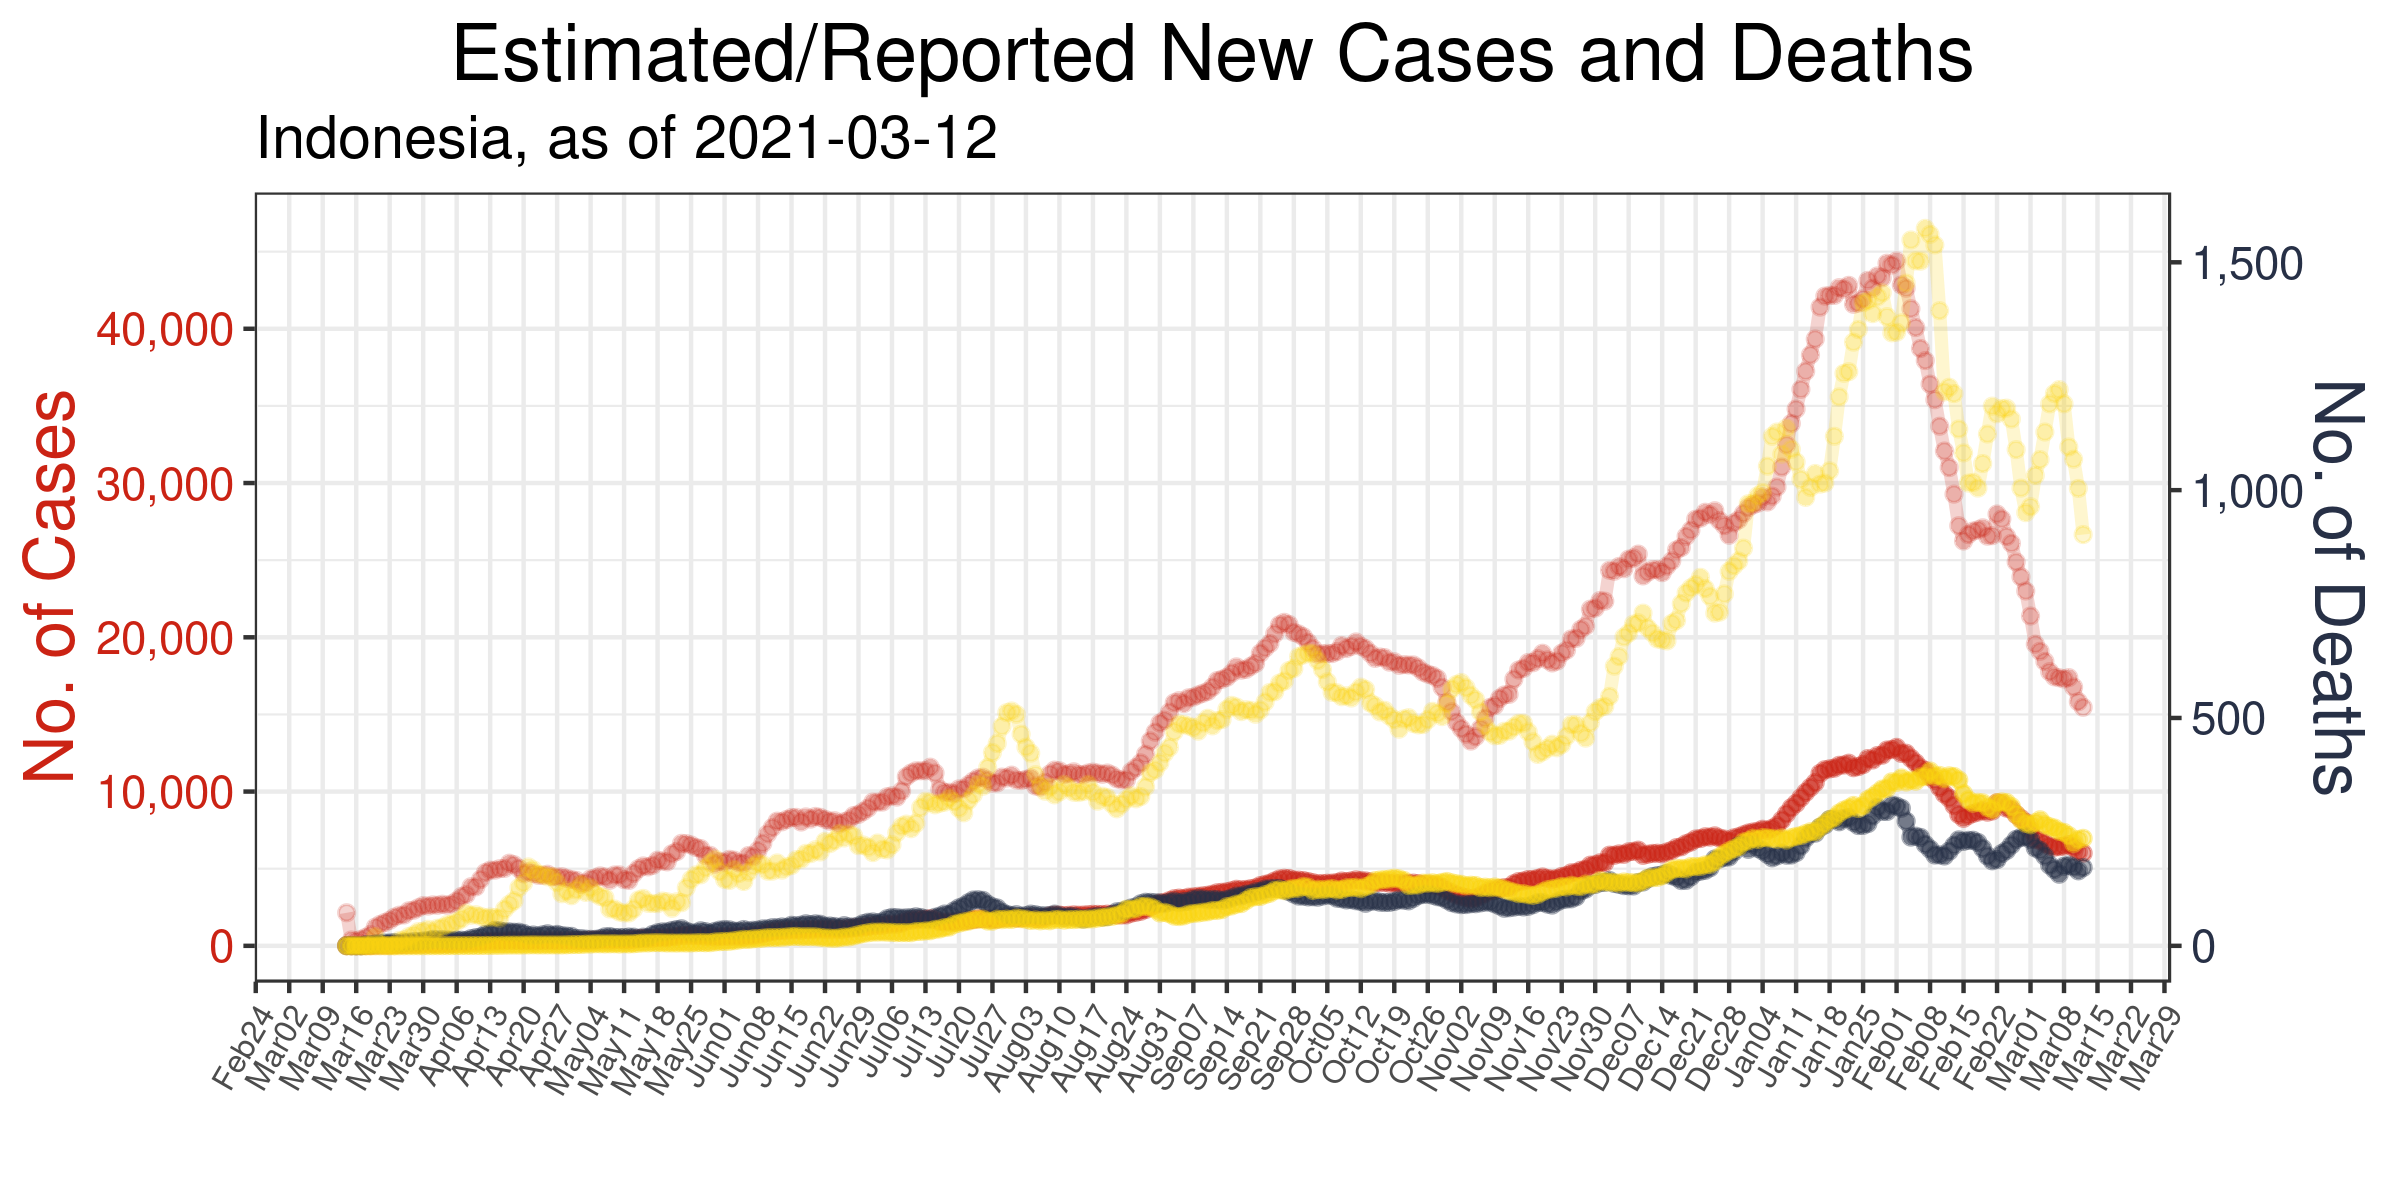 Estimated/Reported New Cases and Deaths
Indonesia, as of 2021-03-12
No. of Cases
40,000
30,000
20,000
10,000
0
No. of Deaths
1,500
1,000
500
0
Feb24
Mar02
Mar09
Mar16
Mar23
Mar30
Apr06
Apr13
Apr20
Apr27
May04
May11
May18
May25
Jun01
Jun08
Jun15
Jun22
Jun29
Jul06
Jul13
Jul20
Jul27
Aug03
Aug10
Aug17
Aug24
Aug31
Sep07
Sep14
Sep21
Sep28
Oct05
Oct12
Oct19
Oct26
Nov02
Nov09
Nov16
Nov23
Nov30
Dec07
Dec14
Dec21
Dec28
Jan04
Jan11
Jan18
Jan25
Feb01
Feb08
Feb15
Feb22
Mar01
Mar08
Mar15
Mar22
Mar29